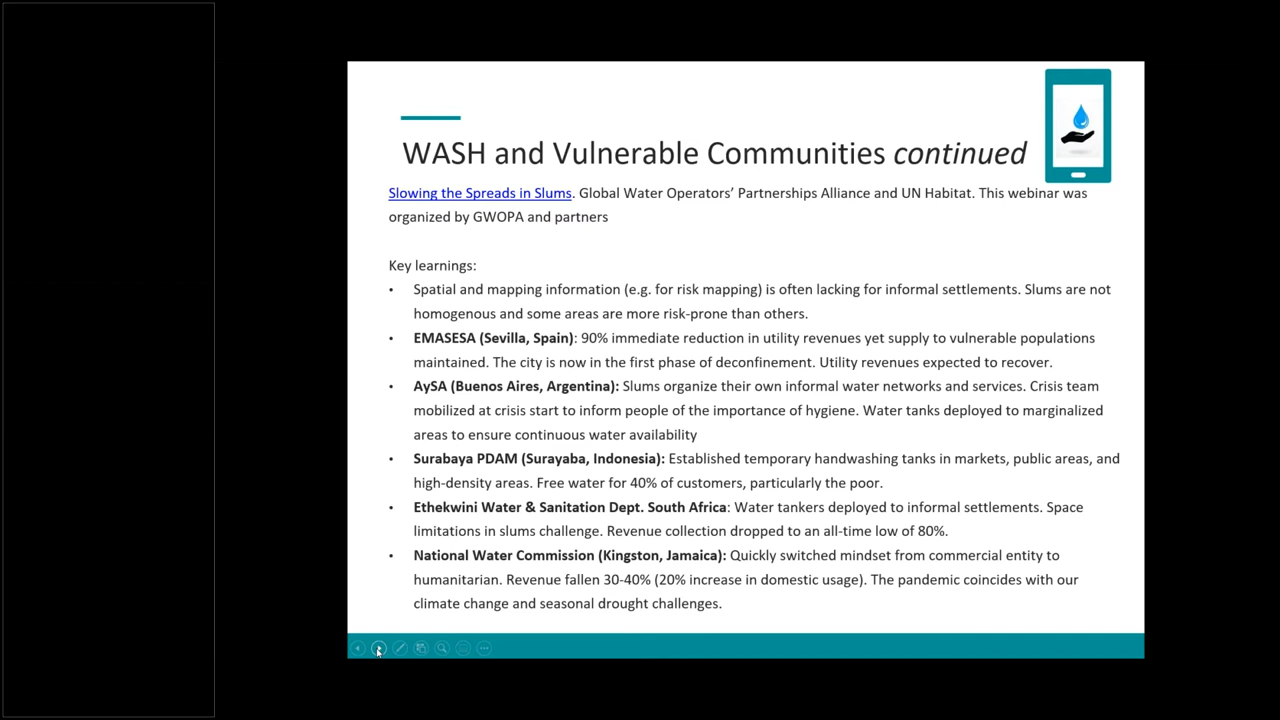 WASH and Vulnerable Communities continued
Slowing the Spreads in Slums. Global Water Operators’ Partnerships Alliance and UN Habitat. This webinar was
organized by GWOPA and partners
Key learnings:
• Spatial and mapping information (e.g. for risk mapping) is often lacking for informal settlements. Slums are not
homogenous and some areas are more risk-prone than others.
• EMASESA (Sevilla, Spain): 90% immediate reduction in utility revenues yet supply to vulnerable populations
maintained. The city is now in the first phase of deconfinement. Utility revenues expected to recover.
• AySA (Buenos Aires, Argentina): Slums organize their own informal water networks and services. Crisis team
mobilized at crisis start to inform people of the importance of hygiene. Water tanks deployed to marginalized
areas to ensure continuous water availability
• Surabaya PDAM (Surayaba, Indonesia): Established temporary handwashing tanks in markets, public areas, and
high-density areas. Free water for 40% of customers, particularly the poor.
• Ethekwini Water & Sanitation Dept. South Africa: Water tankers deployed to informal settlements. Space
limitations in slums challenge. Revenue collection dropped to an all-time low of 80%.
• National Water Commission (Kingston, Jamaica): Quickly switched mindset from commercial entity to
humanitarian. Revenue fallen 30-40% (20% increase in domestic usage). The pandemic coincides with our
climate change and seasonal drought challenges.